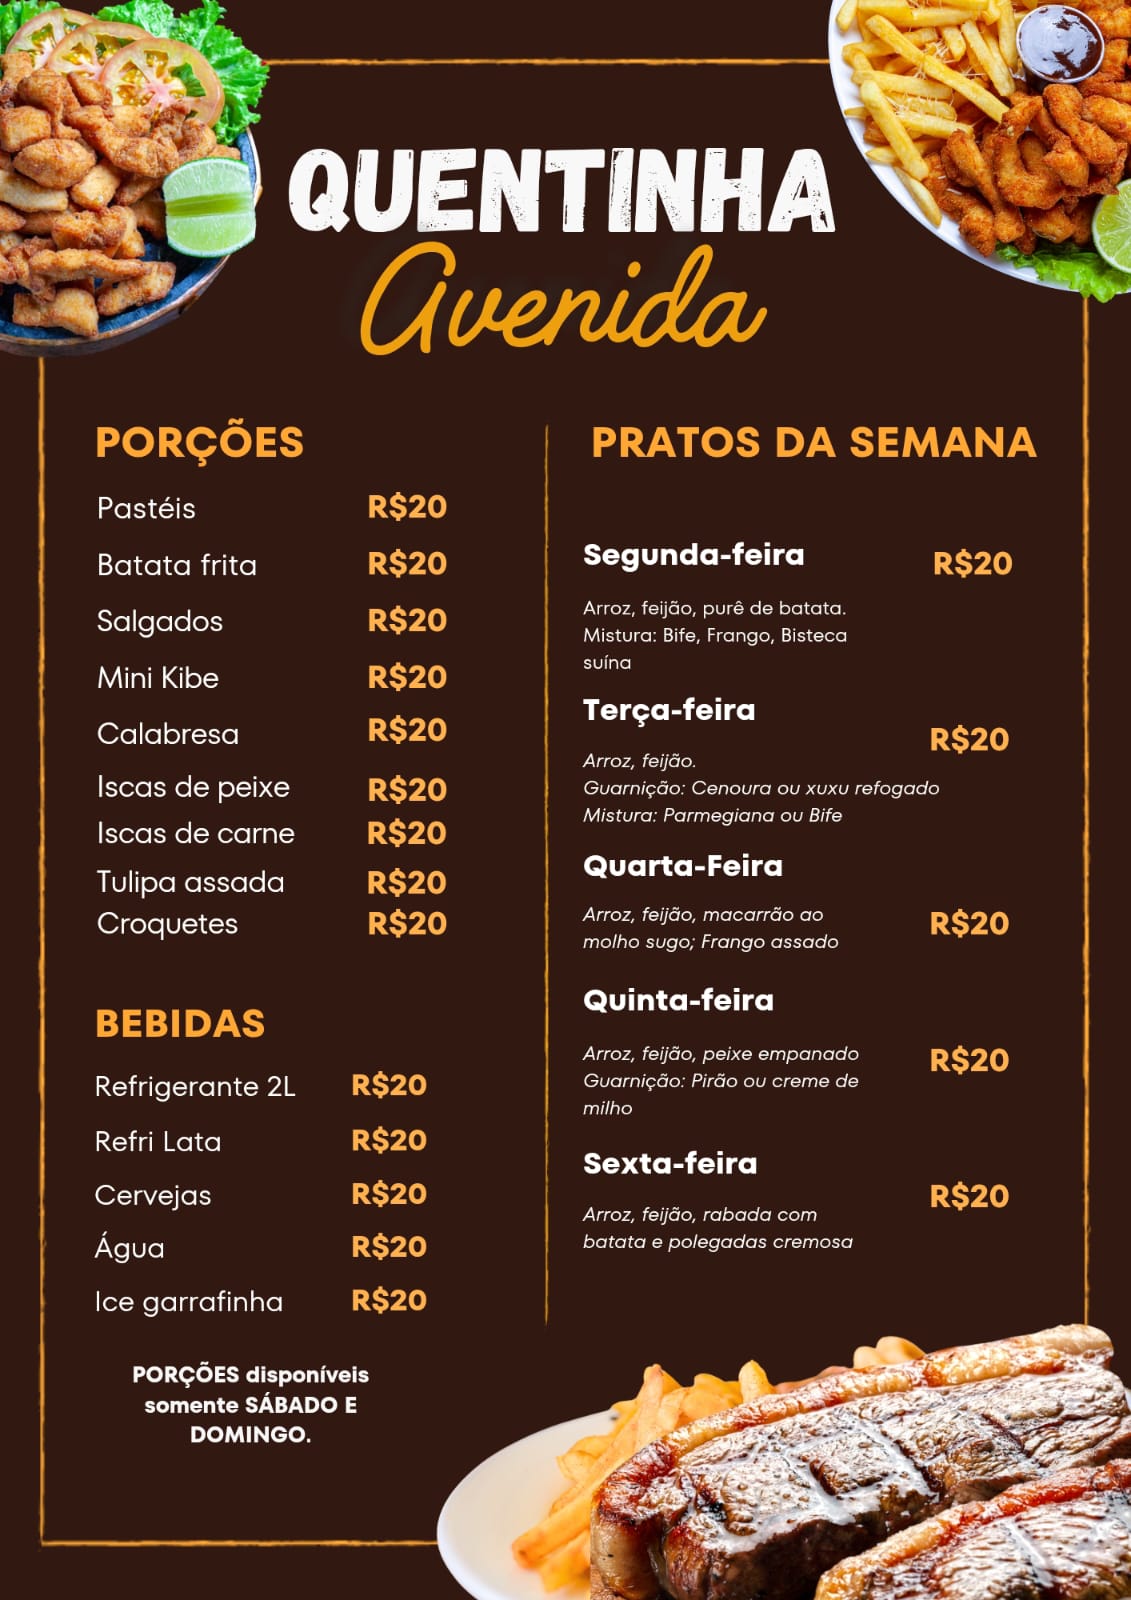 QUENTINHA
Avenida
PORÇÕES
Pastéis R$20
Batata frita R$20
Salgados R$20
Mini Kibe R$20
Calabresa R$20
Iscas de peixe R$20
Iscas de carne R$20
Tulipa assada R$20
Croquetes R$20
BEBIDAS
Refrigerante 2L R$20
Refri Lata R$20
Cervejas R$20
Água R$20
Ice garrafinha R$20
PORÇÕES disponíveis
somente SÁBADO E
DOMINGO.
PRATOS DA SEMANA
Segunda-feira R$20
Arroz, feijão, purê de batata.
Mistura: Bife, Frango, Bisteca
suína
Terça-feira
R$20
Arroz, feijão.
Guarnição: Cenoura ou xuxu refogado
Mistura: Parmegiana ou Bife
Quarta-Feira
Arroz, feijão, macarrão ao R$20
molho sugo; Frango assado
Quinta-feira
Arroz, feijão, peixe empanado R$20
Guarnição: Pirão ou creme de
milho
Sexta-feira
R$20
Arroz, feijão, rabada com
batata e polegadas cremosa